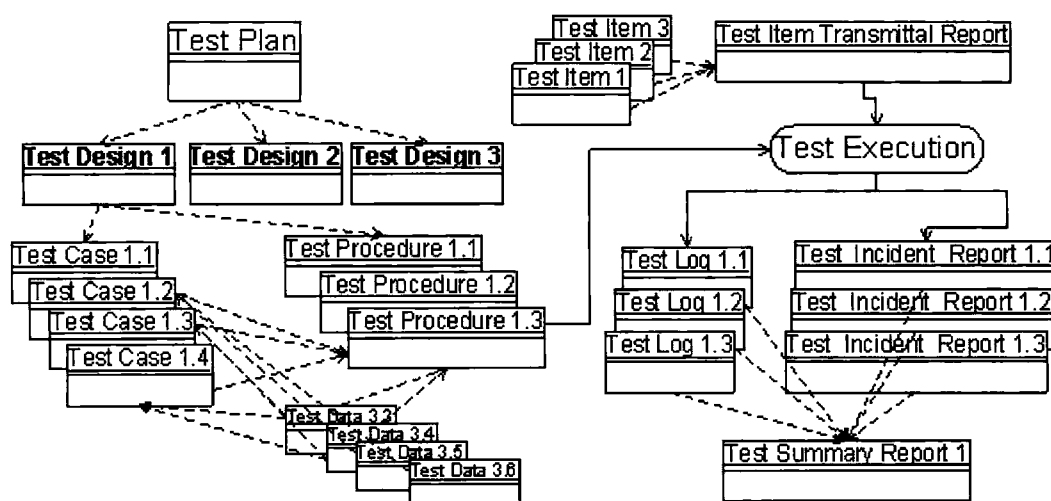 Test Plan
Test Design 1
Test Design 2
Test Design 3
Test Case 1.1
Test Case 1.2
Test Case 1.3
Test Case 1.4
Test Procedure 1.1
Test Procedure 1.2
Test Procedure 1.3
Test Data 3.3
Test Data 3.4
Test Data 3.5
Test Data 3.6
Test Item 3
Test Item 2
Test Item 1
Test Item Transmittal Report
Test Execution
Test Log 1.1
Test Log 1.2
Test Log 1.3
Test Incident Report 1.1
Test Incident Report 1.2
Test Incident Report 1.3
Test Summary Report 1